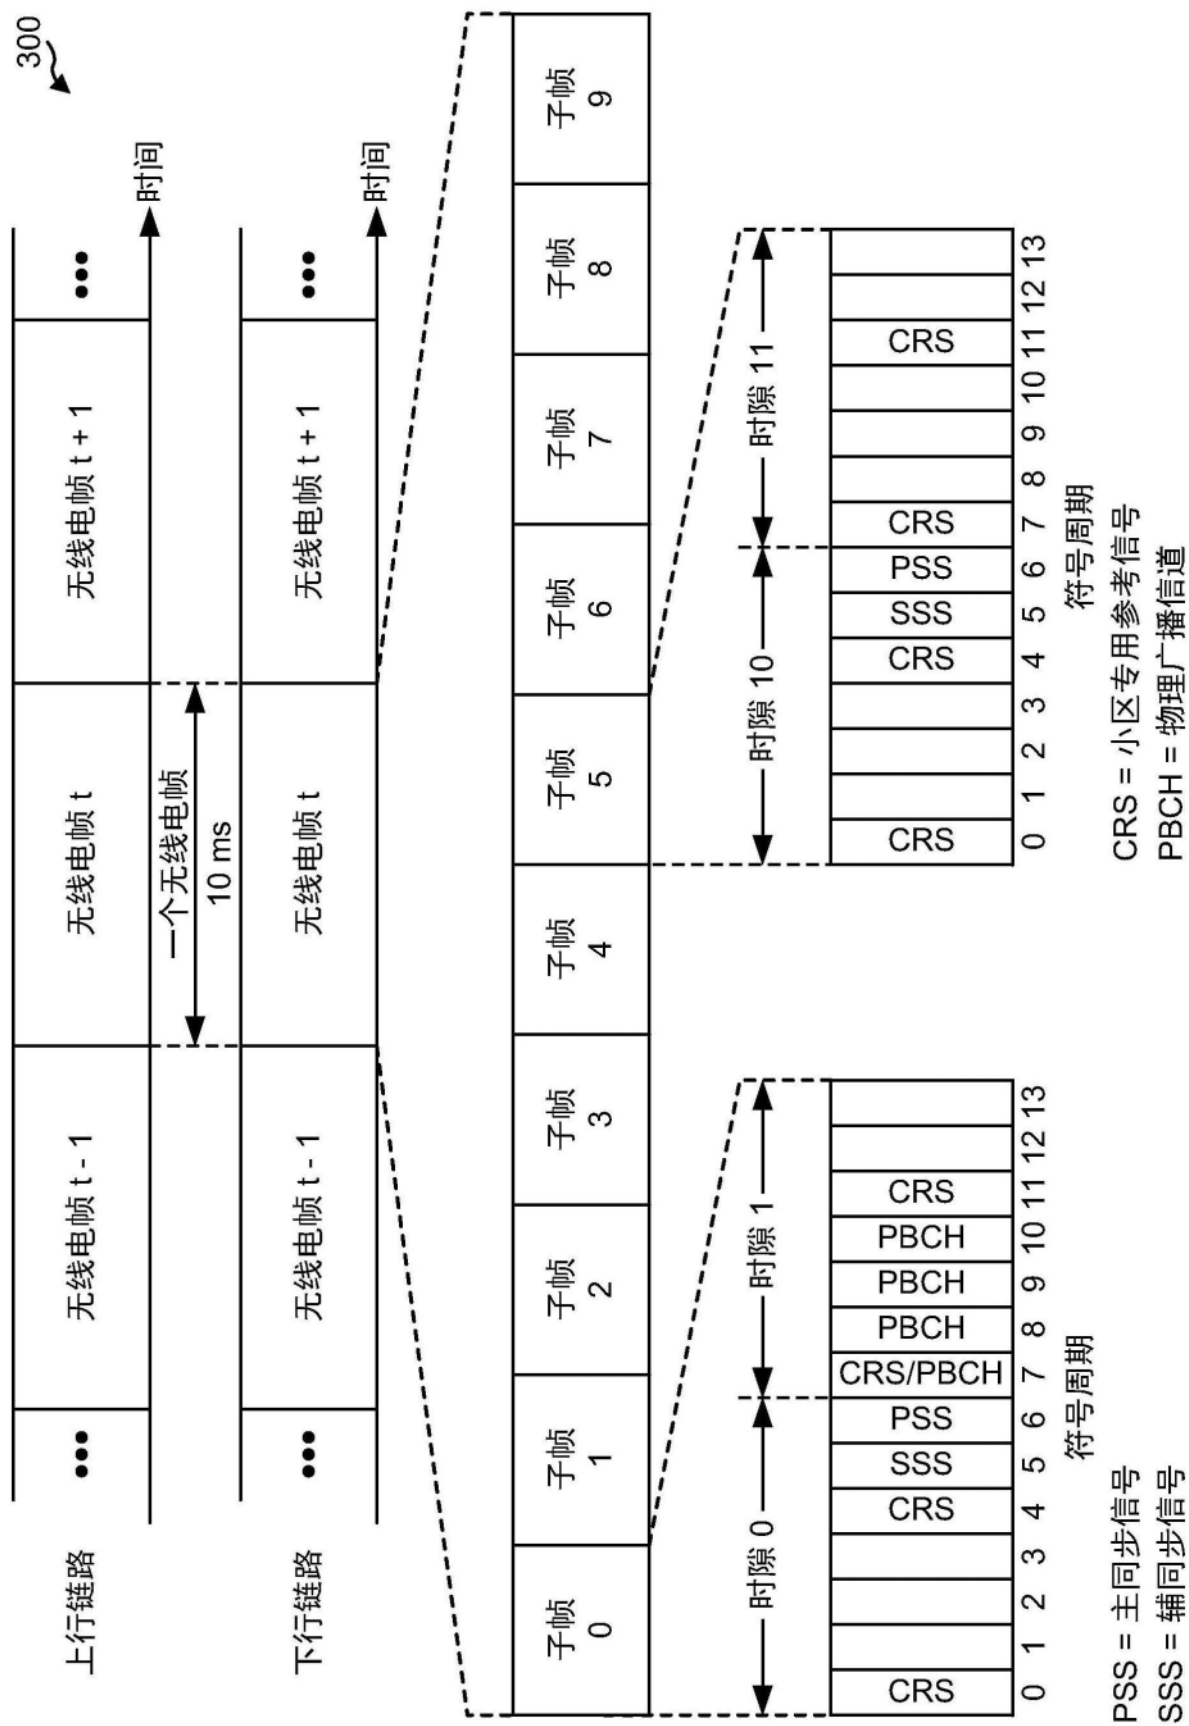 300
上行链路
••• 无线电帧 t - 1 无线电帧 t 无线电帧 t + 1 •••
时间
一个无线电帧
10 ms
下行链路
••• 无线电帧 t - 1 无线电帧 t 无线电帧 t + 1 •••
时间
子帧 子帧 子帧 子帧 子帧 子帧 子帧 子帧 子帧 子帧
0 1 2 3 4 5 6 7 8 9
时隙 0 时隙 1
CRS CRS SSS PSS CRS/PBCH PBCH PBCH PBCH CRS
0 1 2 3 4 5 6 7 8 9 10 11 12 13
符号周期
时隙 10 时隙 11
CRS CRS SSS PSS CRS CRS
0 1 2 3 4 5 6 7 8 9 10 11 12 13
符号周期
PSS = 主同步信号
SSS = 辅同步信号
CRS = 小区专用参考信号
PBCH = 物理广播信道